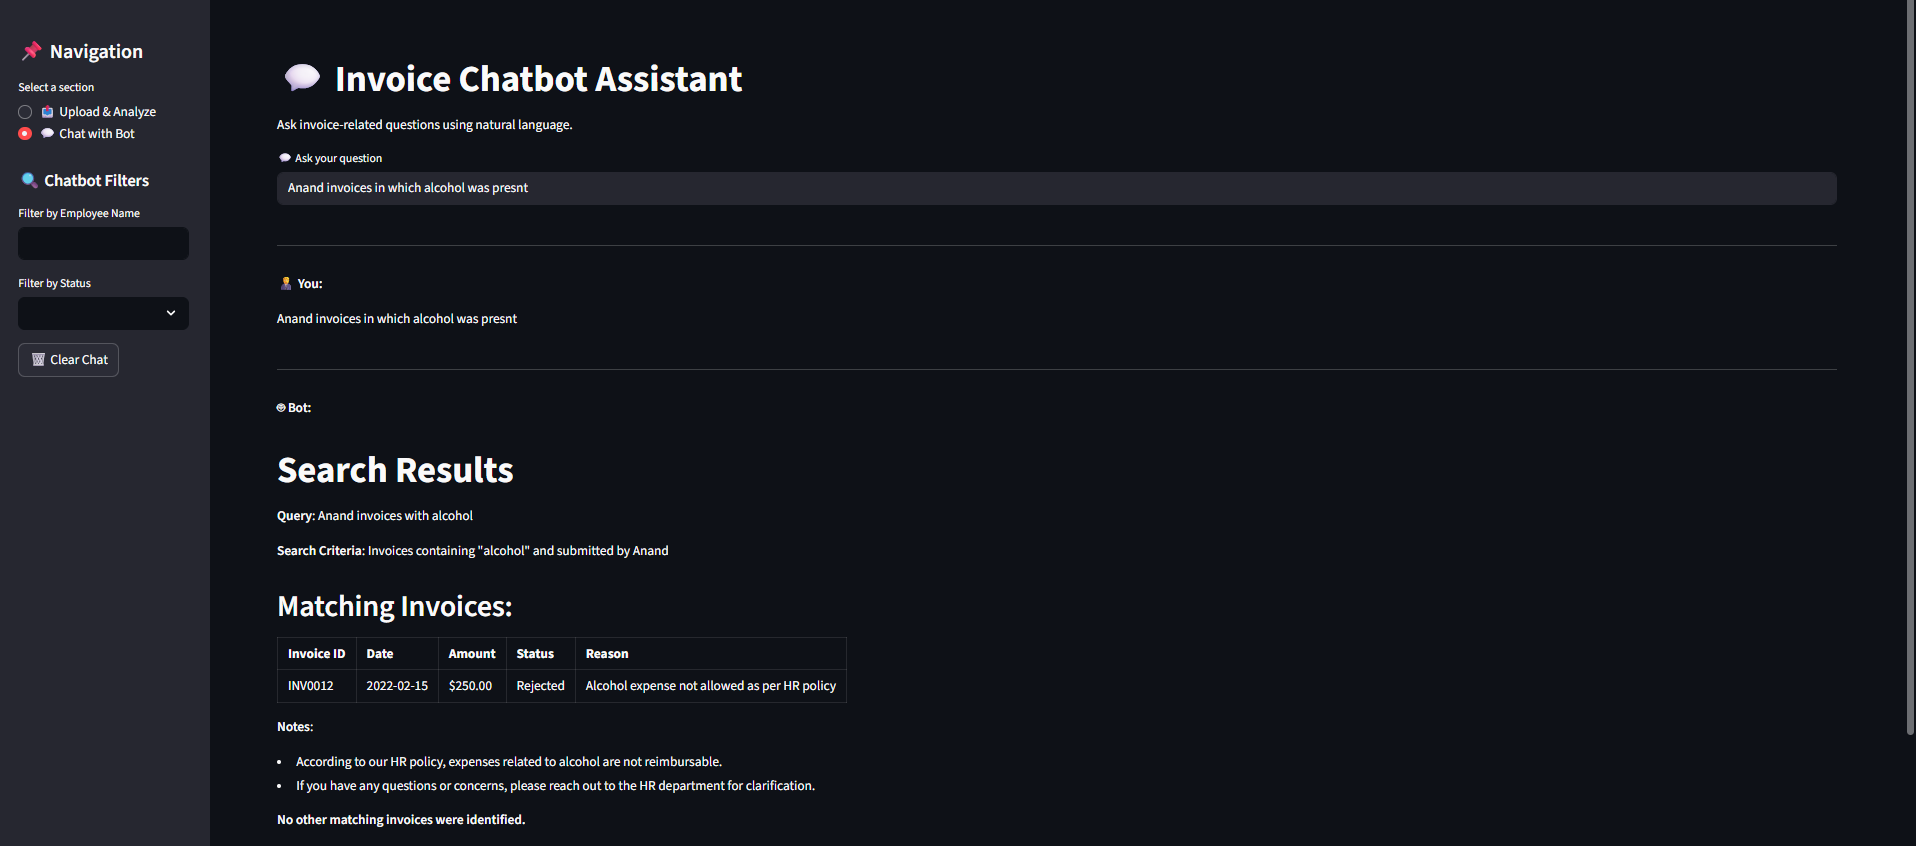 Navigation
Select a section
Upload & Analyze
Chat with Bot
Chatbot Filters
Filter by Employee Name
Filter by Status
Clear Chat
Invoice Chatbot Assistant
Ask invoice-related questions using natural language.
Ask your question
Anand invoices in which alcohol was presnt
You:
Anand invoices in which alcohol was presnt
Bot:
Search Results
Query: Anand invoices with alcohol
Search Criteria: Invoices containing "alcohol" and submitted by Anand
Matching Invoices:
Invoice ID Date Amount Status Reason
INV0012 2022-02-15 $250.00 Rejected Alcohol expense not allowed as per HR policy
Notes:
• According to our HR policy, expenses related to alcohol are not reimbursable.
• If you have any questions or concerns, please reach out to the HR department for clarification.
No other matching invoices were identified.